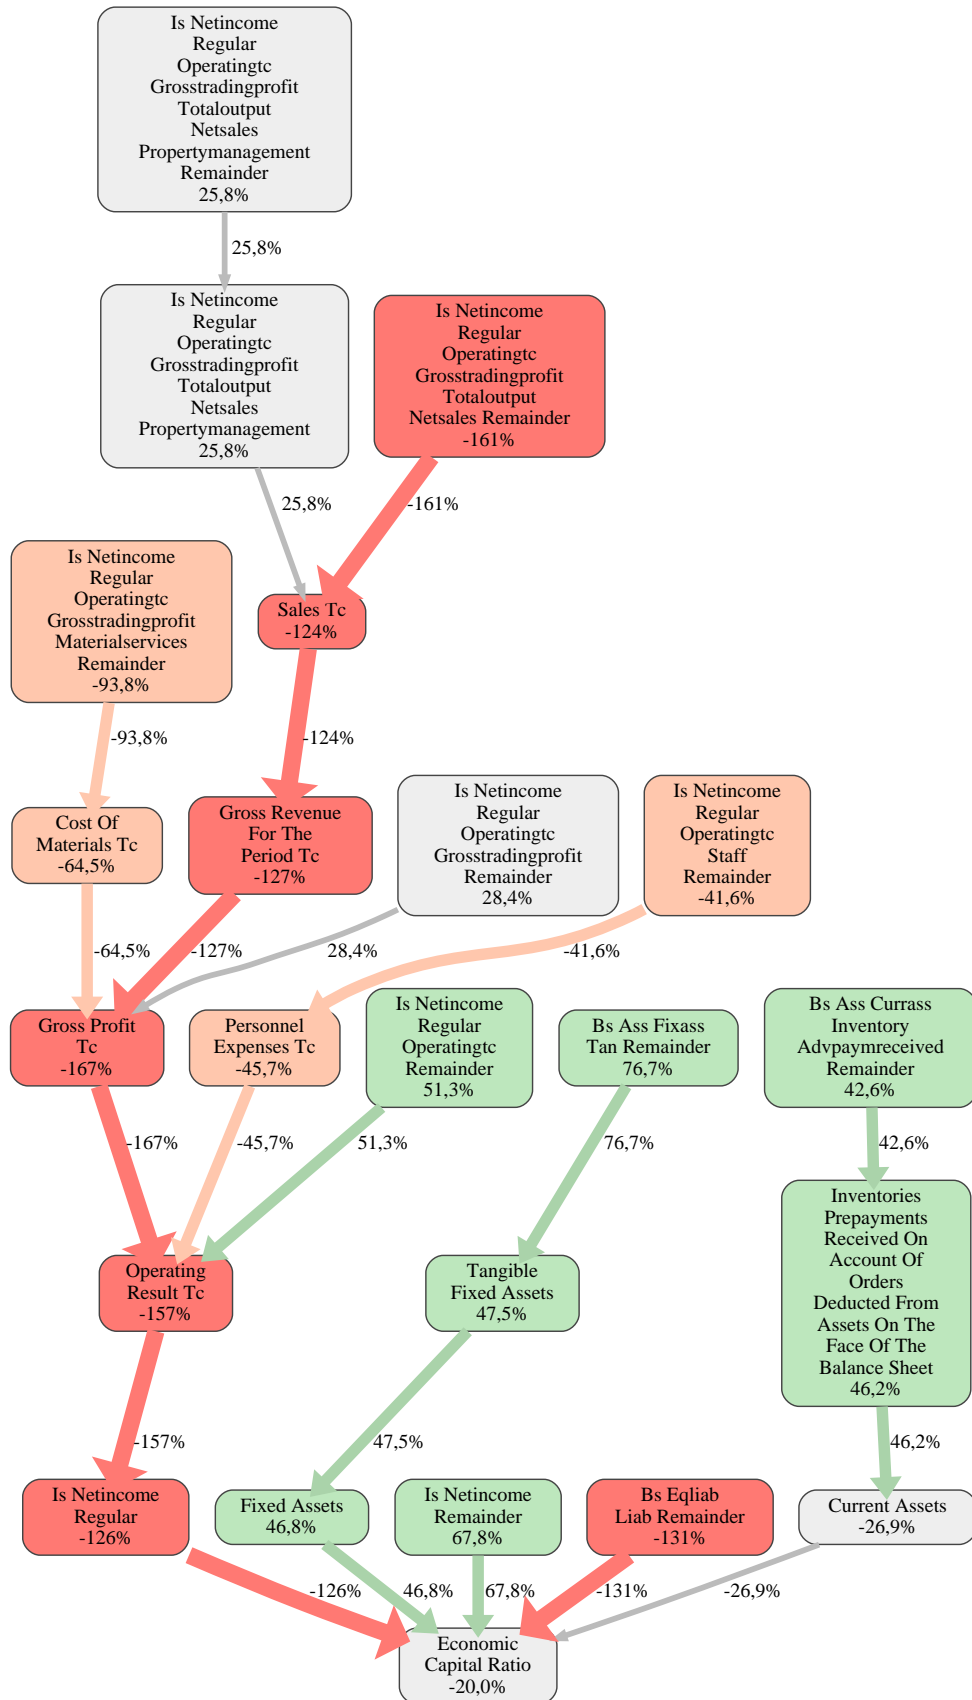 Is Netincome
Regular
Operatingtc
Grosstradingprofit
Totaloutput
Netsales
Propertymanagement
Remainder
25,8%
25,8%
Is Netincome
Regular
Operatingtc
Grosstradingprofit
Totaloutput
Netsales
Propertymanagement
25,8%
Is Netincome
Regular
Operatingtc
Grosstradingprofit
Totaloutput
Netsales Remainder
-161%
25,8%
-161%
Is Netincome
Regular
Operatingtc
Grosstradingprofit
Materialservices
Remainder
-93,8%
Sales Tc
-124%
-93,8%
-124%
Cost Of
Materials Tc
-64,5%
Gross Revenue
For The
Period Tc
-127%
Is Netincome
Regular
Operatingtc
Grosstradingprofit
Remainder
28,4%
Is Netincome
Regular
Operatingtc
Staff
Remainder
-41,6%
-64,5%
-127%
28,4%
-41,6%
Gross Profit
Tc
-167%
Personnel
Expenses Tc
-45,7%
Is Netincome
Regular
Operatingtc
Remainder
51,3%
Bs Ass Fixass
Tan Remainder
76,7%
Bs Ass Currass
Inventory
Advpaymreceived
Remainder
42,6%
-167%
-45,7%
51,3%
76,7%
42,6%
Operating
Result Tc
-157%
Tangible
Fixed Assets
47,5%
Inventories
Prepayments
Received On
Account Of
Orders
Deducted From
Assets On The
Face Of The
Balance Sheet
46,2%
-157%
47,5%
46,2%
Is Netincome
Regular
-126%
Fixed Assets
46,8%
Is Netincome
Remainder
67,8%
Bs Eqliab
Liab Remainder
-131%
Current Assets
-26,9%
-126%
46,8%
67,8%
-131%
-26,9%
Economic
Capital Ratio
-20,0%